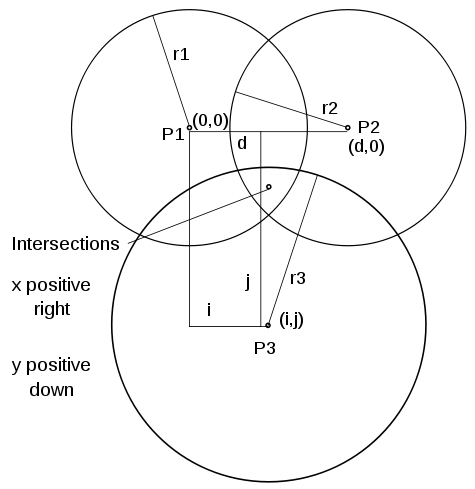 r1
(0,0)
P1
r2
P2
d
(d,0)
Intersections
x positive
right
j
r3
i
(i,j)
P3
y positive
down